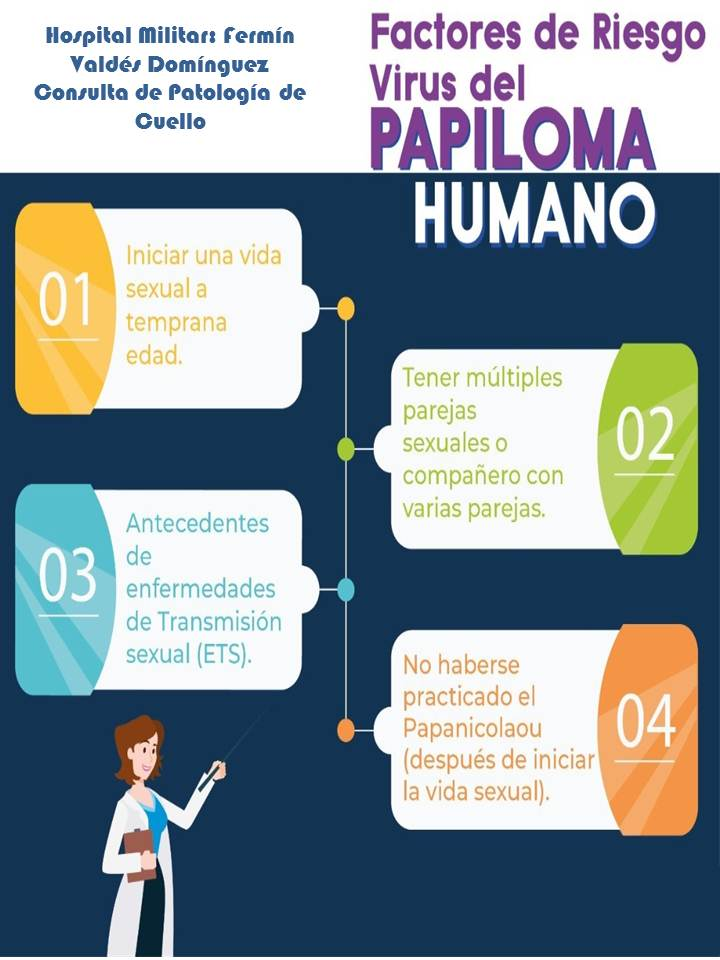 Hospital Militar: Fermín
Valdés Domínguez
Consulta de Patología de
Cuello
Factores de Riesgo
Virus del
PAPILOMA
HUMANO
01
Iniciar una vida
sexual a
temprana
edad.
Tener múltiples
parejas
sexuales o
compañero con
varias parejas.
02
03
Antecedentes
de
enfermedades
de Transmisión
sexual (ETS).
No haberse
practicado el
Papanicolaou
(después de iniciar
la vida sexual).
04